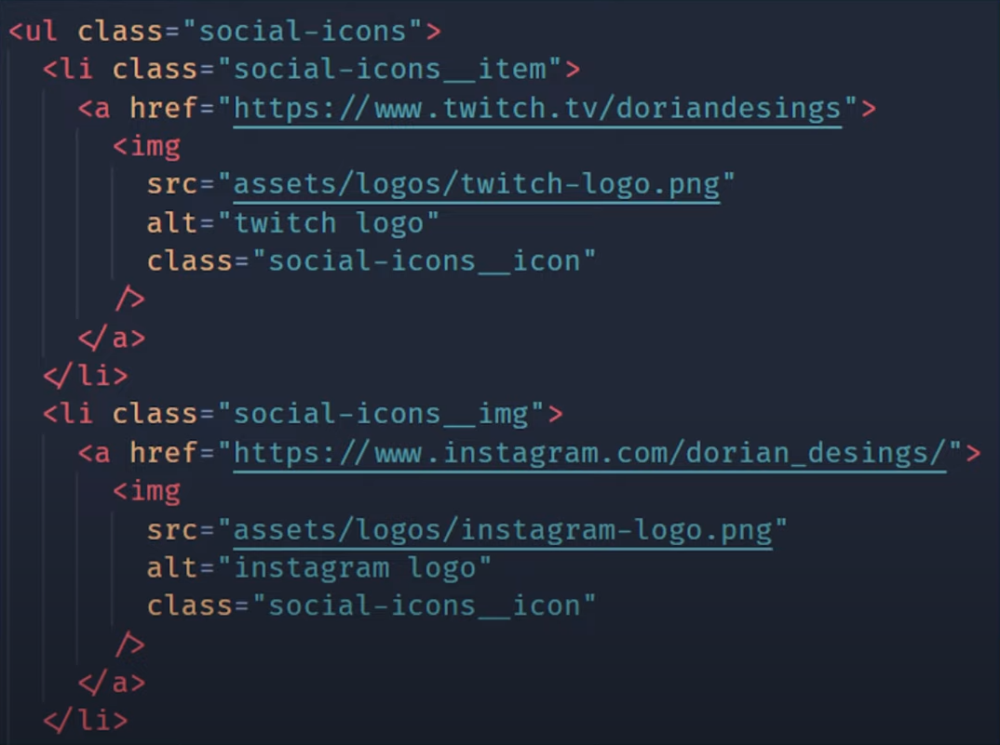 <ul class="social-icons">
<li class="social-icons__item">
<a href="https://www.twitch.tv/doriandesings">
<img
src="assets/logos/twitch-logo.png"
alt="twitch logo"
class="social-icons__icon"
/>
</a>
</li>
<li class="social-icons__img">
<a href="https://www.instagram.com/dorian_desings/">
<img
src="assets/logos/instagram-logo.png"
alt="instagram logo"
class="social-icons__icon"
/>
</a>
</li>